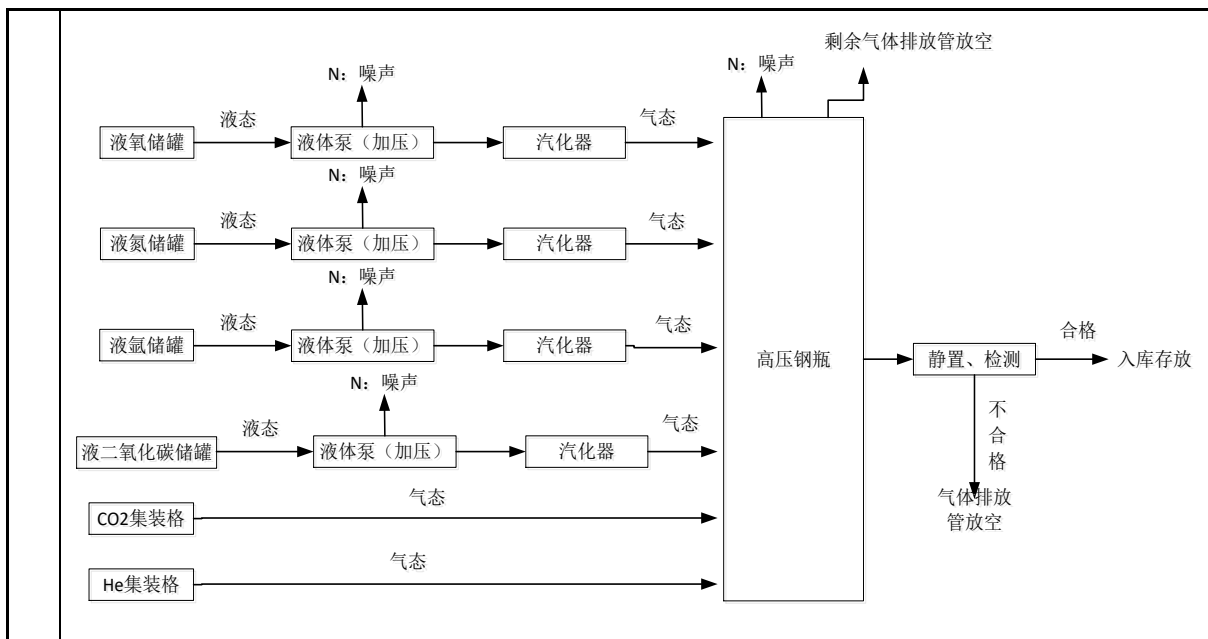 剩余气体排放管放空
N：噪声
N：噪声
液态
气态
液氧储罐
液体泵（加压）
汽化器
N：噪声
液态
气态
液氮储罐
液体泵（加压）
汽化器
N：噪声
液态
气态
液氩储罐
液体泵（加压）
汽化器
高压钢瓶
静置、检测
合格
入库存放
N：噪声
液态
气态
液二氧化碳储罐
液体泵（加压）
汽化器
不
合
格
气体排放
管放空
CO2集装格
气态
He集装格
气态